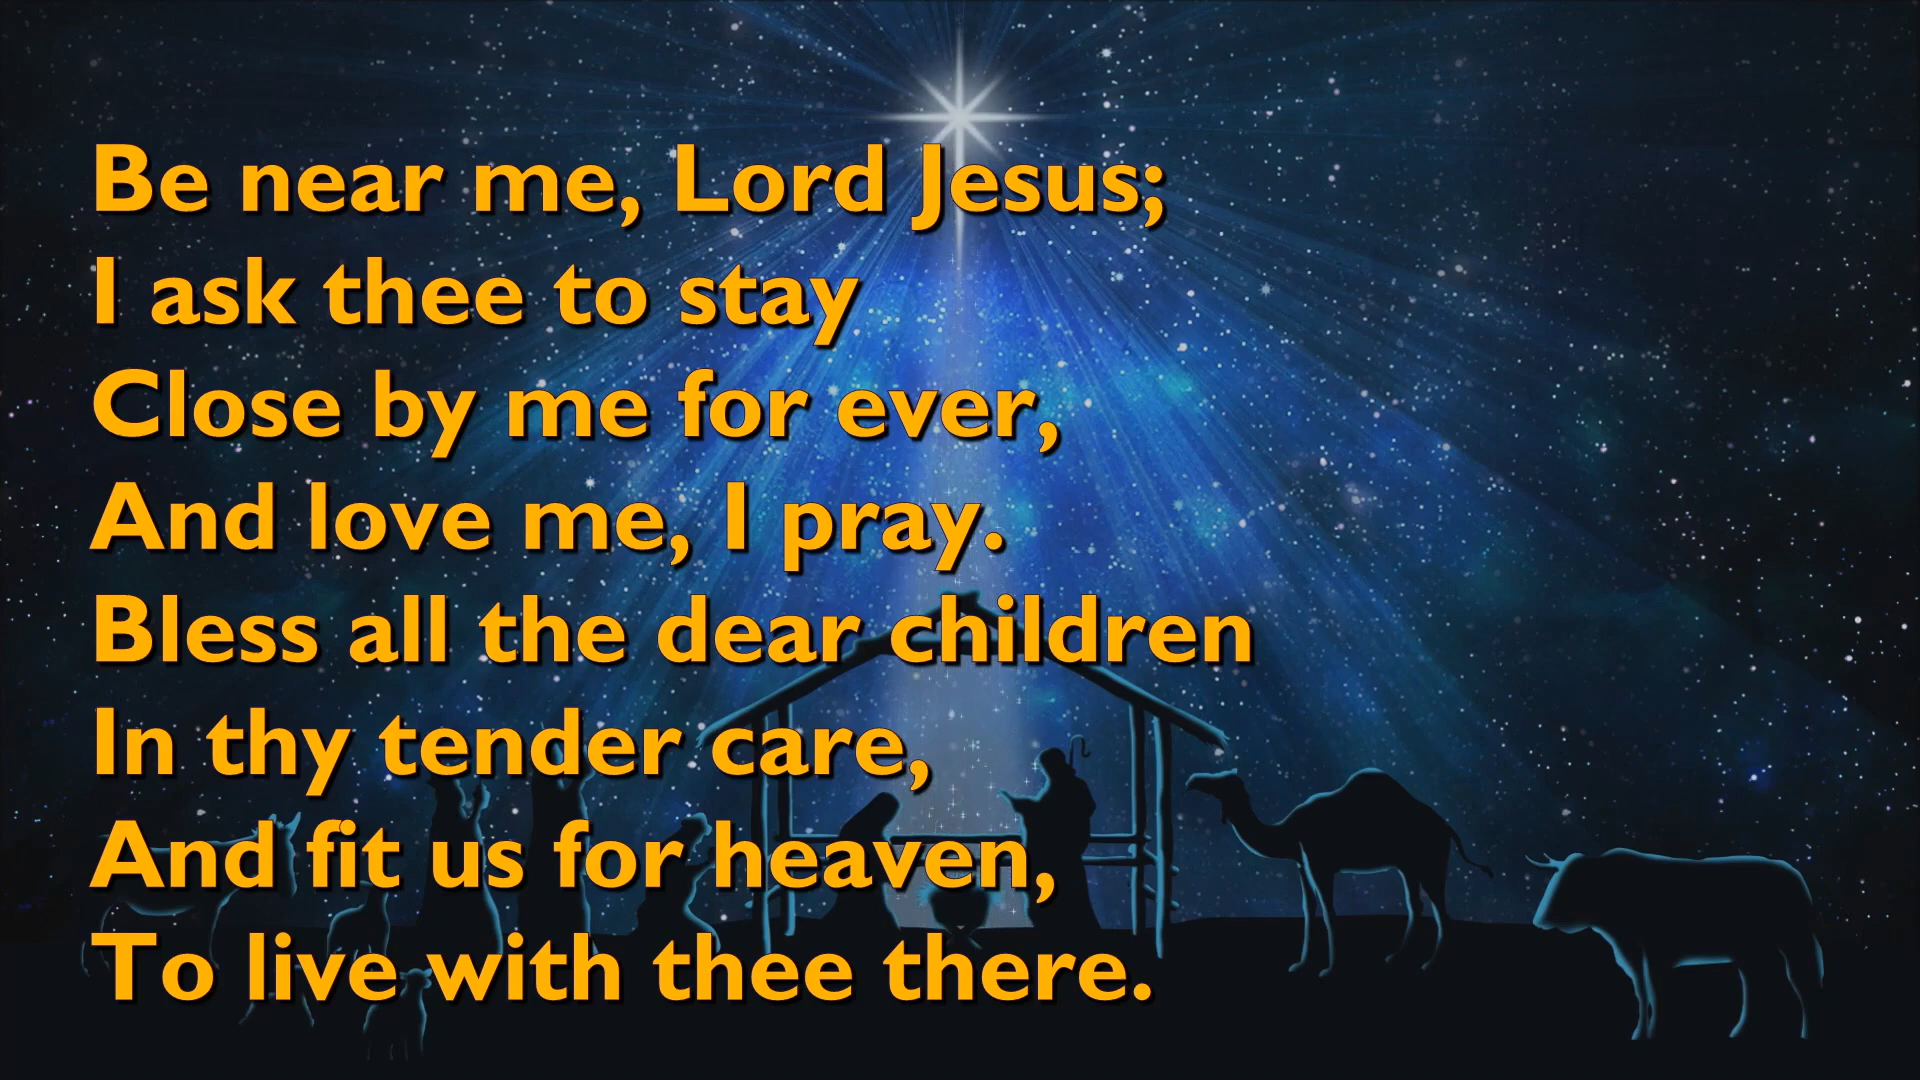 Be near me, Lord Jesus;
I ask thee to stay
Close by me for ever,
And love me, I pray.
Bless all the dear children
In thy tender care,
And fit us for heaven,
To live with thee there.